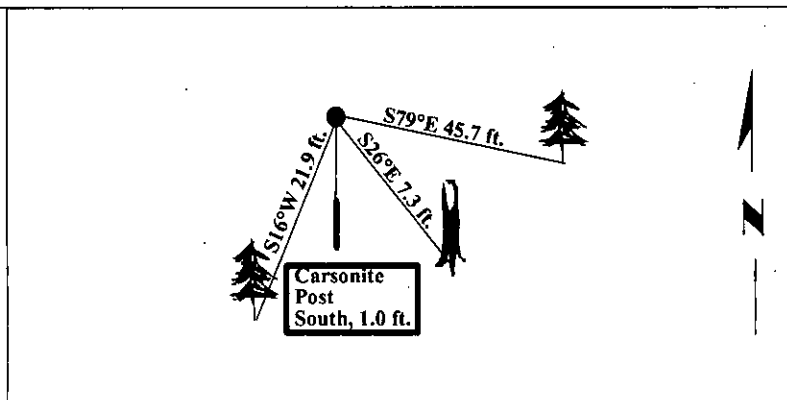 S79°E 45.7 ft.
S26°E 7.3 ft.
S16°W 21.9 ft.
N
Carsonite
Post
South, 1.0 ft.